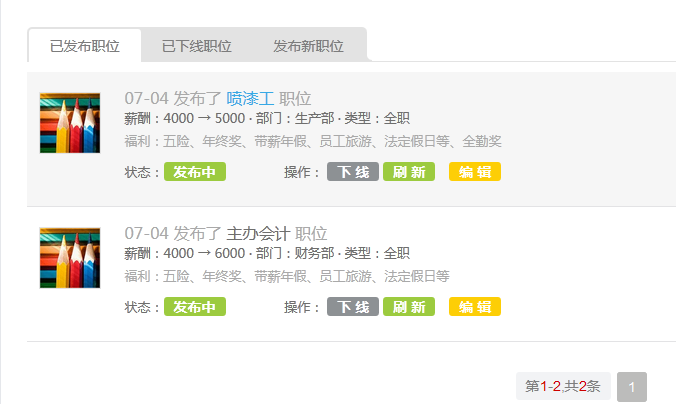 已发布职位 已下线职位 发布新职位
07-04 发布了 喷漆工 职位
薪酬：4000 → 5000 · 部门：生产部 · 类型：全职
福利：五险、年终奖、带薪年假、员工旅游、法定假日等、全勤奖
状态：发布中 操作：下 线 刷 新 编 辑
07-04 发布了 主办会计 职位
薪酬：4000 → 6000 · 部门：财务部 · 类型：全职
福利：五险、年终奖、带薪年假、员工旅游、法定假日等
状态：发布中 操作：下 线 刷 新 编 辑
第1-2,共2条 1